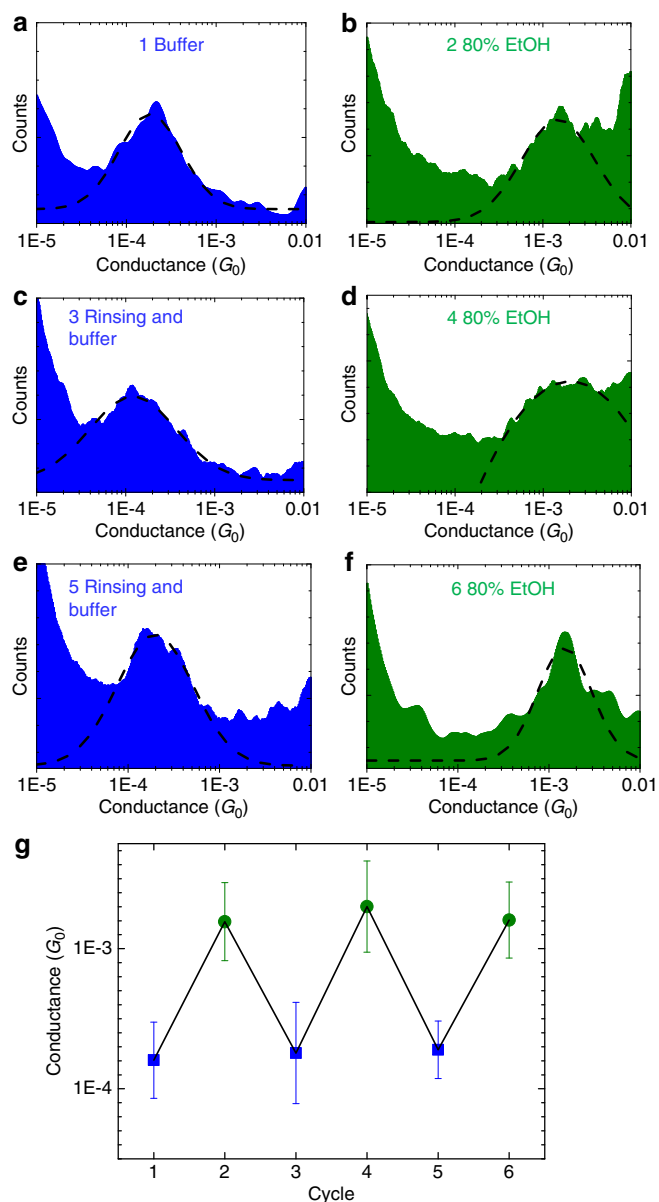 a
1 Buffer
Counts
1E-5 1E-4 1E-3 0.01
Conductance (G0)
b
2 80% EtOH
Counts
1E-5 1E-4 1E-3 0.01
Conductance (G0)
c
3 Rinsing and
buffer
Counts
1E-5 1E-4 1E-3 0.01
Conductance (G0)
d
4 80% EtOH
Counts
1E-5 1E-4 1E-3 0.01
Conductance (G0)
e
5 Rinsing and
buffer
Counts
1E-5 1E-4 1E-3 0.01
Conductance (G0)
f
6 80% EtOH
Counts
1E-5 1E-4 1E-3 0.01
Conductance (G0)
g
Conductance (G0)
1E-3
1E-4
1 2 3 4 5 6
Cycle